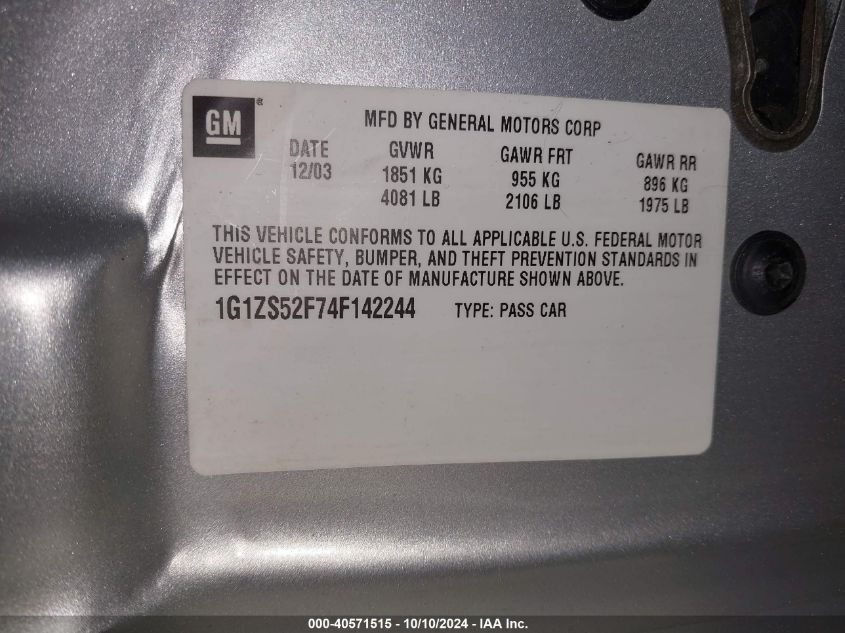 GM®
MFD BY GENERAL MOTORS CORP
DATE GVWR GAWR FRT GAWR RR
12/03 1851 KG 955 KG 896 KG
4081 LB 2106 LB 1975 LB
THIS VEHICLE CONFORMS TO ALL APPLICABLE U.S. FEDERAL MOTOR
VEHICLE SAFETY, BUMPER, AND THEFT PREVENTION STANDARDS IN
EFFECT ON THE DATE OF MANUFACTURE SHOWN ABOVE.
1G1ZS52F74F142244 TYPE: PASS CAR
000-40571515 - 10/10/2024 - IAA Inc.